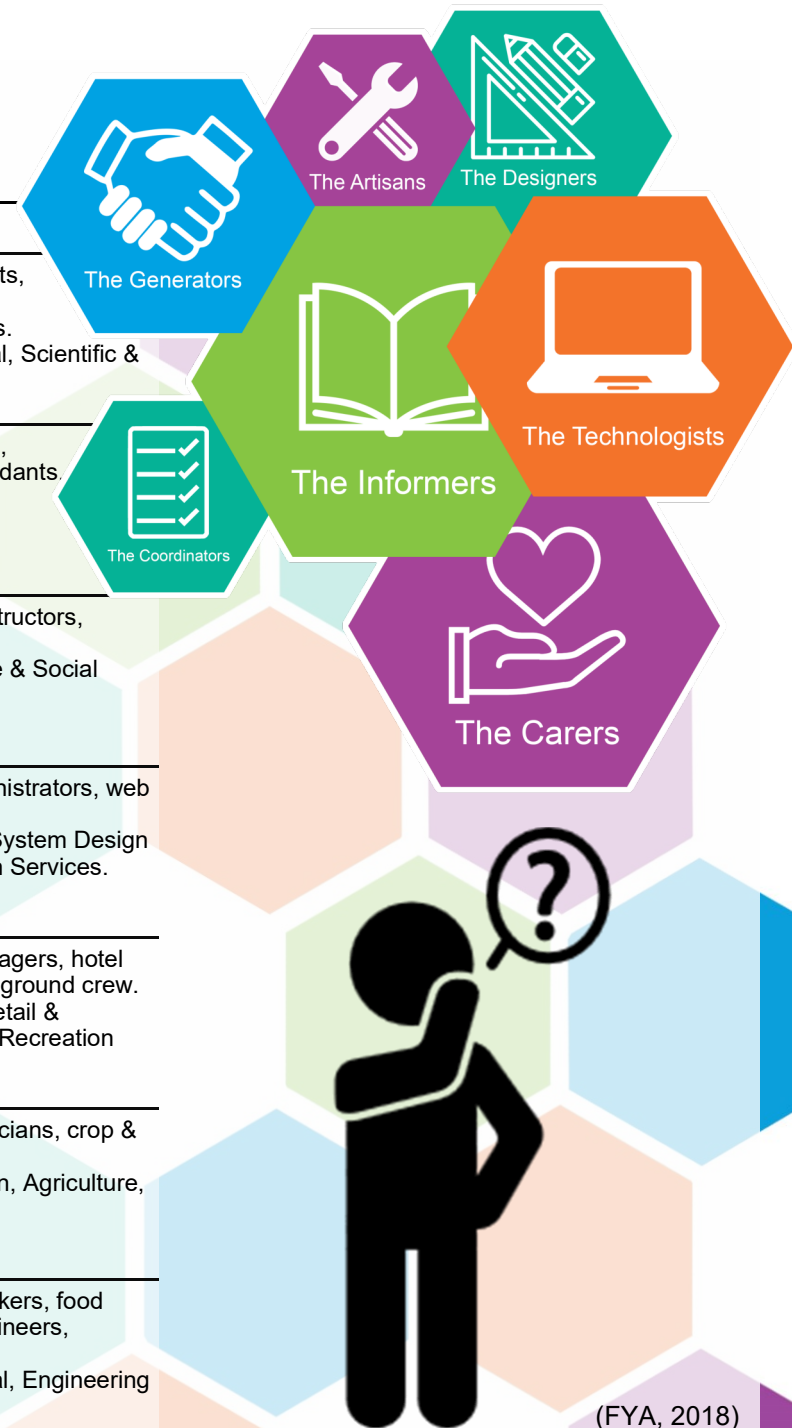 The Artisans
The Designers
The Generators
The Technologists
The Informers
The Coordinators
The Carers
?
ts,
s.
l, Scientific &
,
dants.
tructors,
e & Social
nistrators, web
System Design
n Services.
agers, hotel
ground crew.
etail &
Recreation
cians, crop &
n, Agriculture,
kers, food
ineers,
al, Engineering
(FYA, 2018)